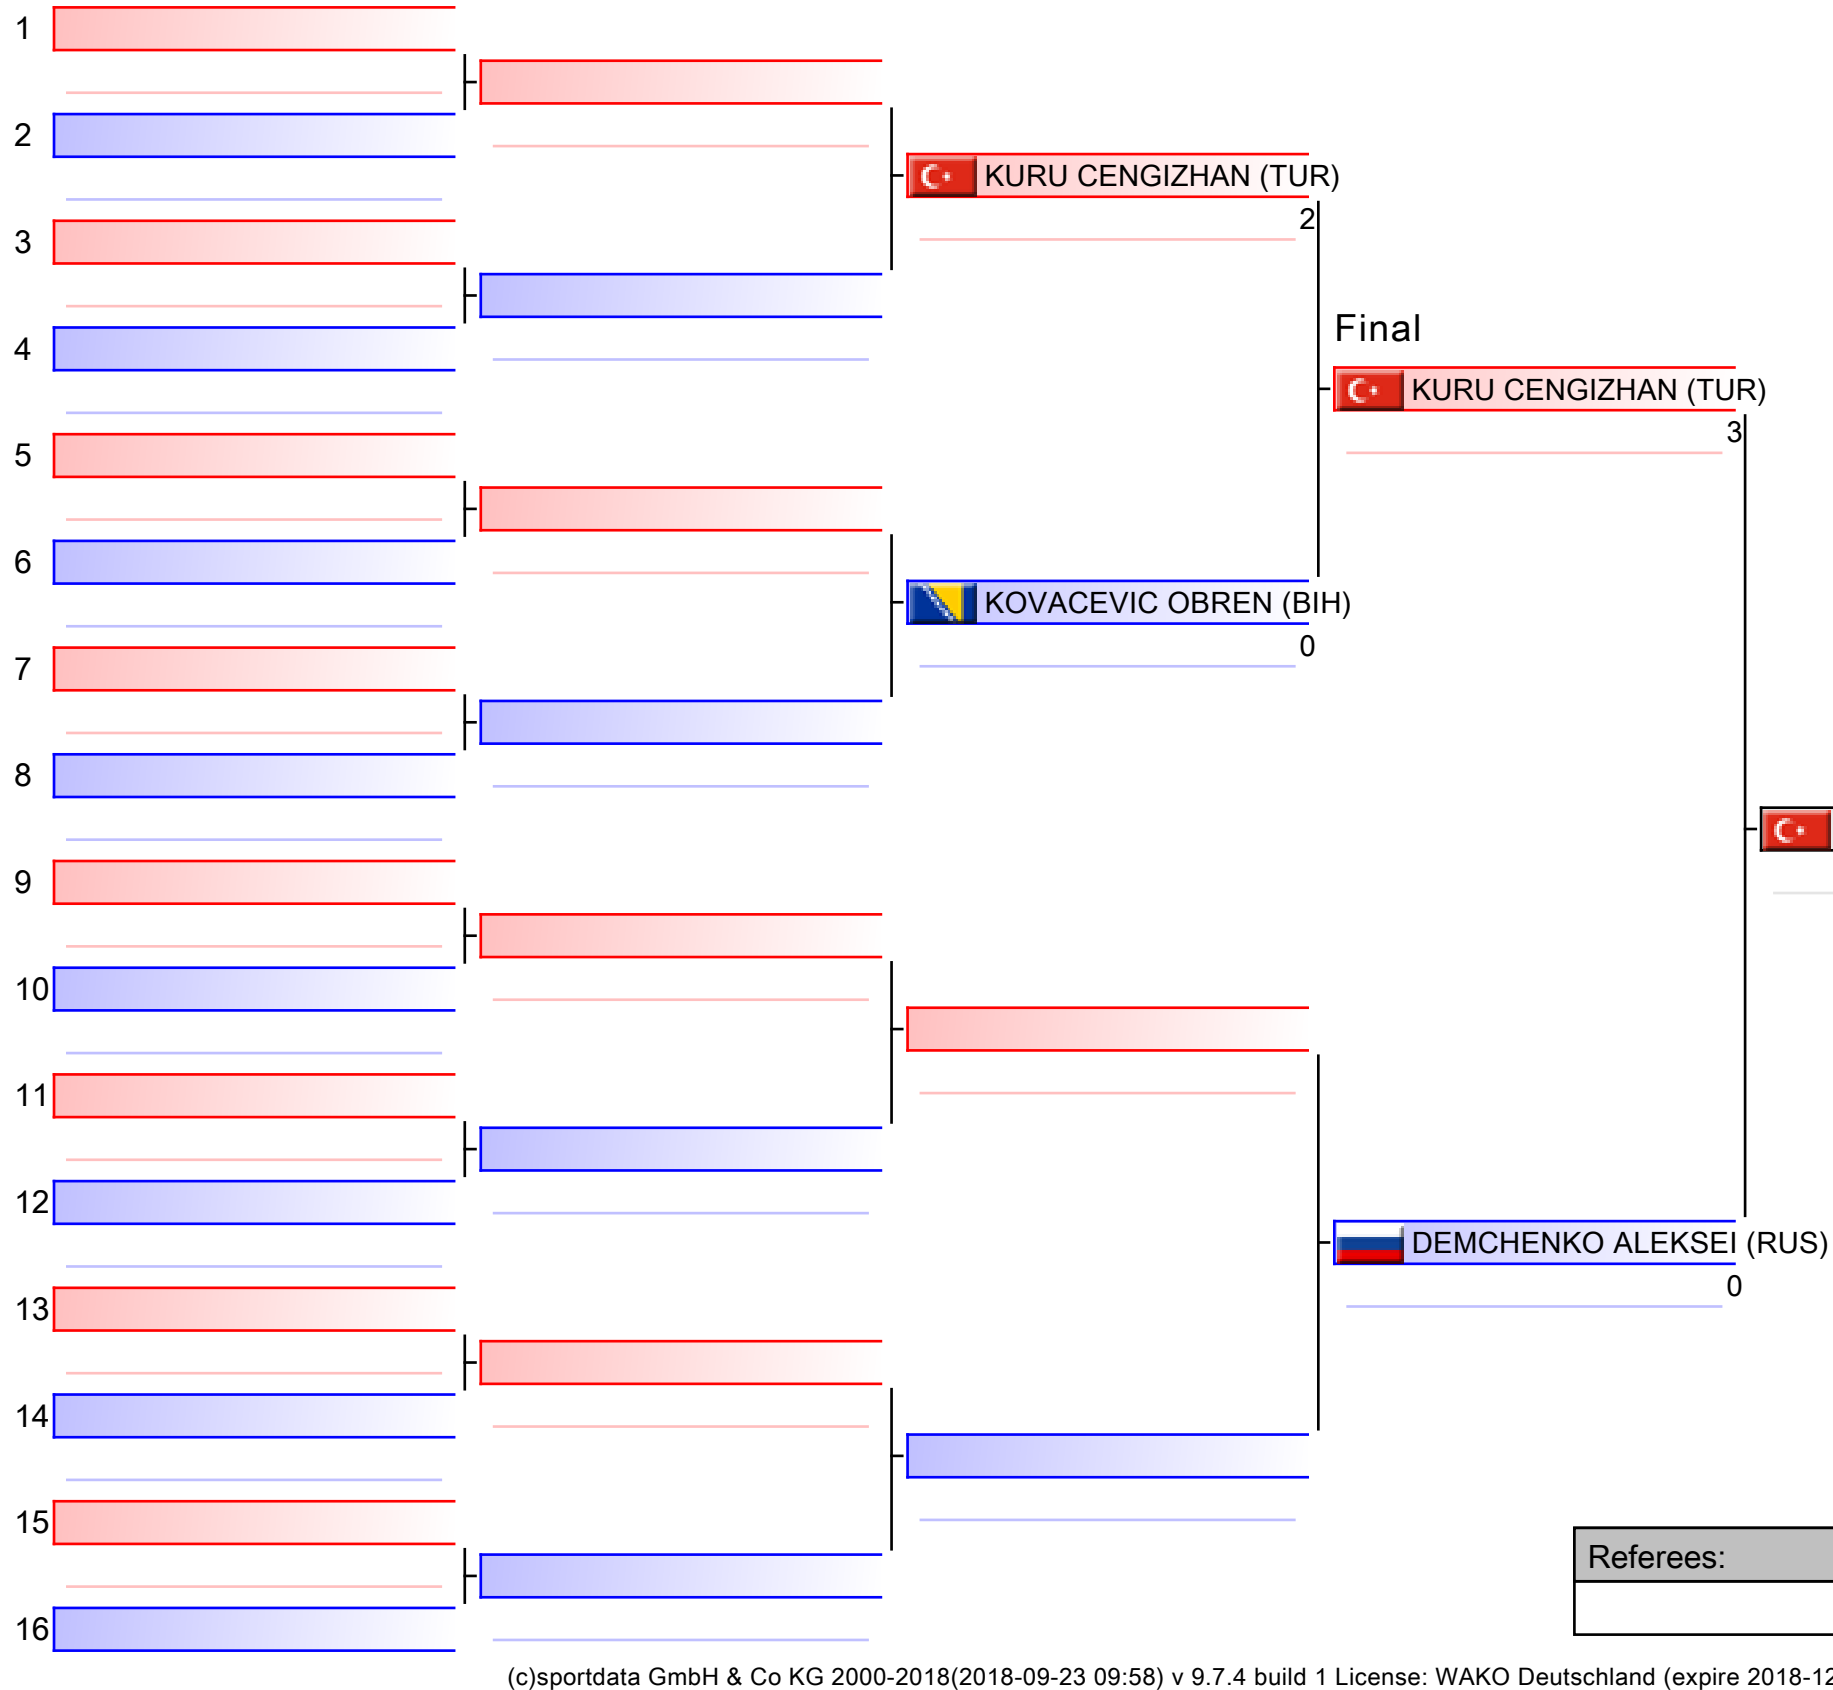 1
2
KURU CENGIZHAN (TUR)
2
3
Final
4
KURU CENGIZHAN (TUR)
3
5
6
KOVACEVIC OBREN (BIH)
0
7
8
9
10
11
12
DEMCHENKO ALEKSEI (RUS)
0
13
14
15
Referees:
16
(c)sportdata GmbH & Co KG 2000-2018(2018-09-23 09:58) v 9.7.4 build 1 License: WAKO Deutschland (expire 2018-12